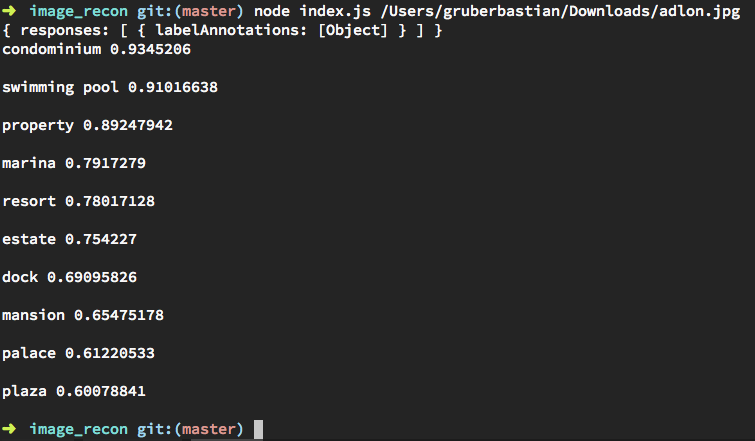 ➜ image_recon git:(master) node index.js /Users/gruberbastian/Downloads/adlon.jpg
{ responses: [ { labelAnnotations: [Object] } ] }
condominium 0.9345206
swimming pool 0.91016638
property 0.89247942
marina 0.7917279
resort 0.78017128
estate 0.754227
dock 0.69095826
mansion 0.65475178
palace 0.61220533
plaza 0.60078841
➜ image_recon git:(master)